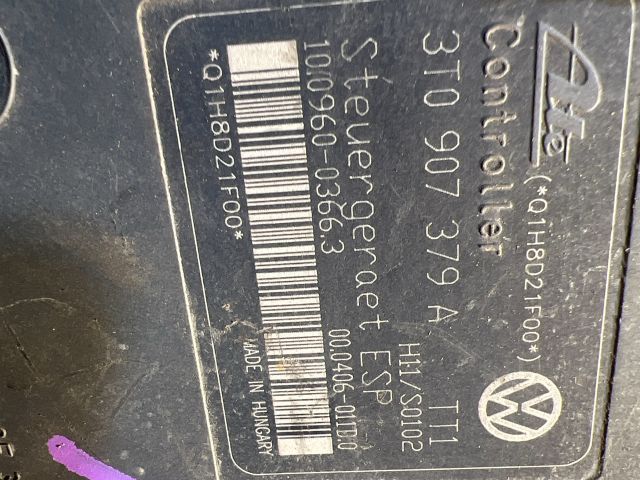 Ate (*Q1H8D21F00*)
Controller
3T0 907 379 A TT1
H11/S0102
Steuergeraet ESP
10.0960-0366.3 00.0406-01TD.0
MADE IN HUNGARY
*Q1H8D21F00*